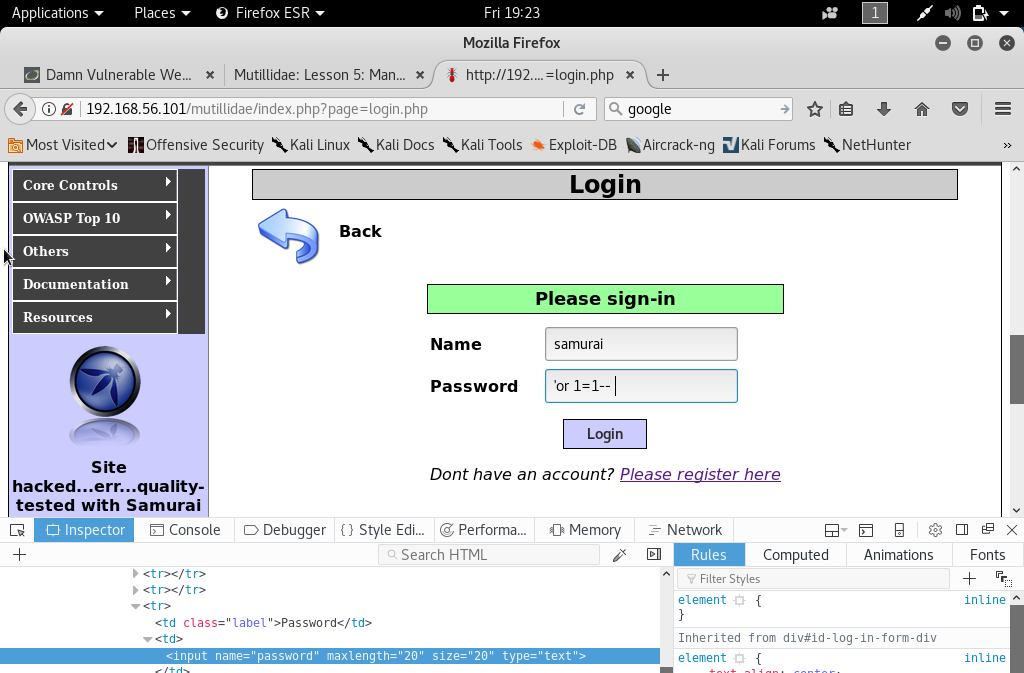 Applications Places Firefox ESR Fri 19:23 1
Mozilla Firefox
Damn Vulnerable We... × Mutillidae: Lesson 5: Man... × http://192....=login.php × +
192.168.56.101/mutillidae/index.php?page=login.php google
Most Visited Offensive Security Kali Linux Kali Docs Kali Tools Exploit-DB Aircrack-ng Kali Forums NetHunter »
Core Controls
OWASP Top 10
Others
Documentation
Resources
Site
hacked...err...quality-
tested with Samurai
Login
Back
Please sign-in
Name samurai
Password 'or 1=1--
Login
Dont have an account? Please register here
Inspector Console Debugger { } Style Edi... Performa... Memory Network
+ Search HTML
Rules Computed Animations Fonts
Filter Styles +
<tr></tr>
<tr></tr>
<tr>
<td class="label">Password</td>
<td>
<input name="password" maxlength="20" size="20" type="text">
</td>
element { inline
}
Inherited from div#id-log-in-form-div
element { inline
text-align: center;